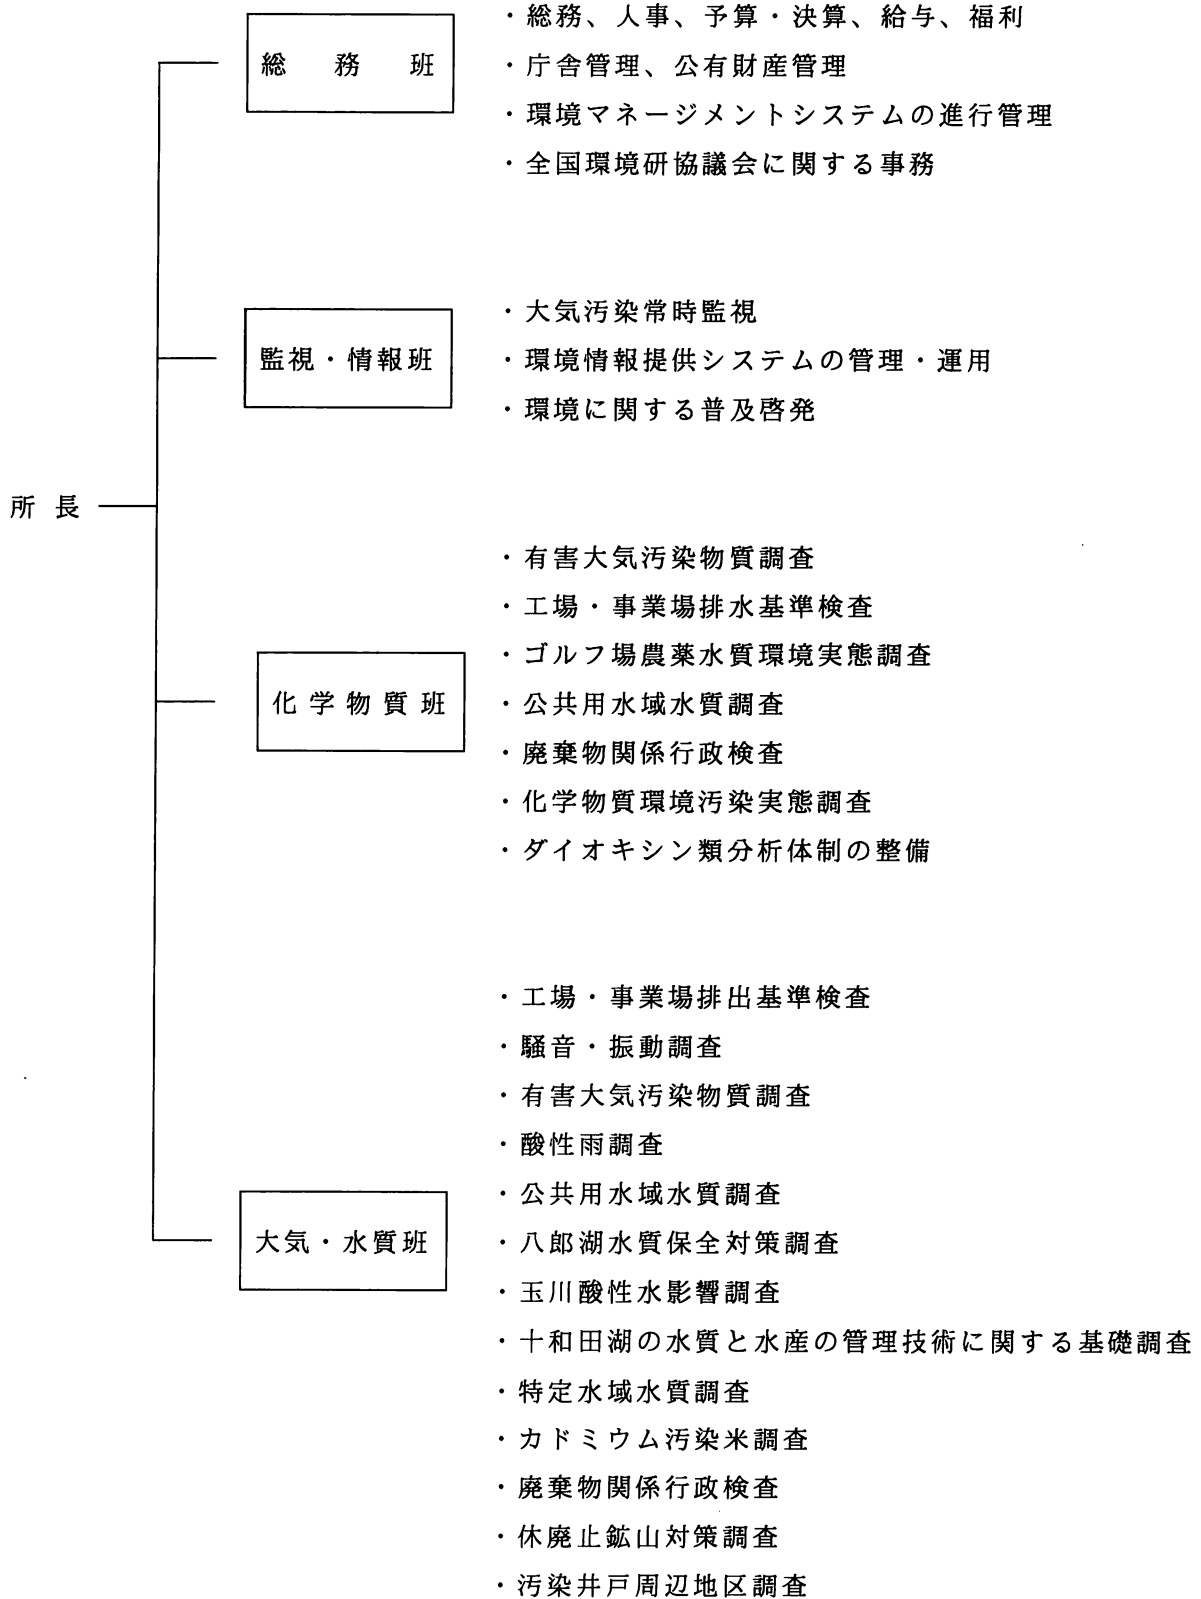 所長
総務班
・総務、人事、予算・決算、給与、福利
・庁舎管理、公有財産管理
・環境マネージメントシステムの進行管理
・全国環境研協議会に関する事務
監視・情報班
・大気汚染常時監視
・環境情報提供システムの管理・運用
・環境に関する普及啓発
化学物質班
・有害大気汚染物質調査
・工場・事業場排水基準検査
・ゴルフ場農薬水質環境実態調査
・公共用水域水質調査
・廃棄物関係行政検査
・化学物質環境汚染実態調査
・ダイオキシン類分析体制の整備
大気・水質班
・工場・事業場排出基準検査
・騒音・振動調査
・有害大気汚染物質調査
・酸性雨調査
・公共用水域水質調査
・八郎湖水質保全対策調査
・玉川酸性水影響調査
・十和田湖の水質と水産の管理技術に関する基礎調査
・特定水域水質調査
・カドミウム汚染米調査
・廃棄物関係行政検査
・休廃止鉱山対策調査
・汚染井戸周辺地区調査